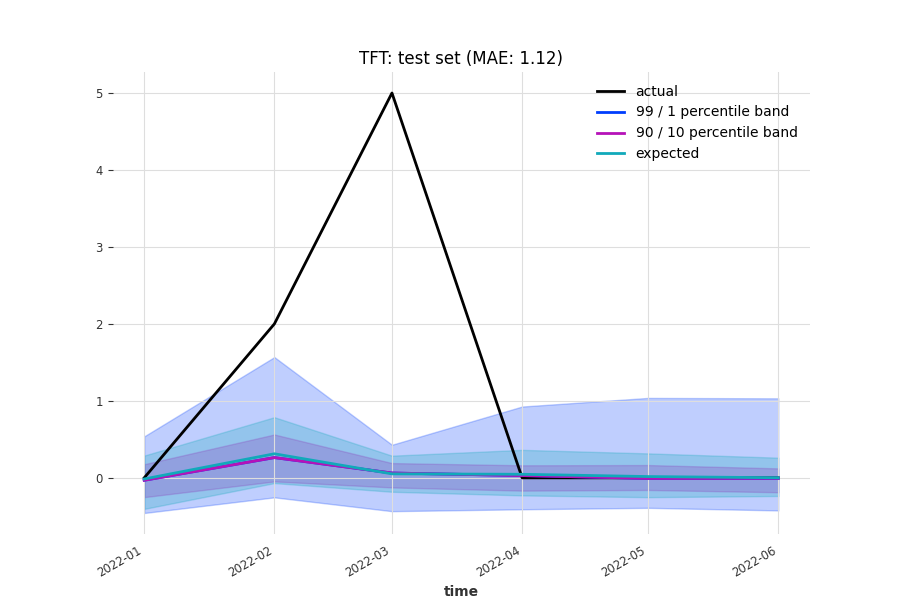 TFT: test set (MAE: 1.12)
actual
99 / 1 percentile band
90 / 10 percentile band
expected
5
4
3
2
1
0
2022-01
2022-02
2022-03
2022-04
2022-05
2022-06
time